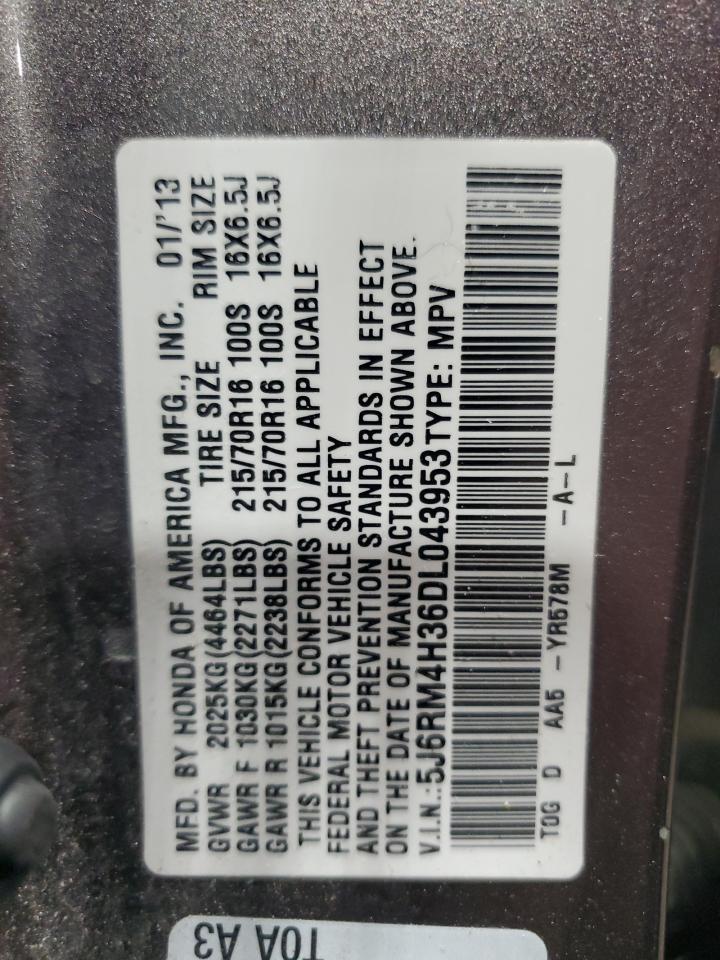 MFD. BY HONDA OF AMERICA MFG., INC. 01/'13
GVWR 2025KG(4464LBS) TIRE SIZE RIM SIZE
GAWR F 1030KG(2271LBS) 215/70R16 100S 16X6.5J
GAWR R 1015KG(2238LBS) 215/70R16 100S 16X6.5J
THIS VEHICLE CONFORMS TO ALL APPLICABLE
FEDERAL MOTOR VEHICLE SAFETY
AND THEFT PREVENTION STANDARDS IN EFFECT
ON THE DATE OF MANUFACTURE SHOWN ABOVE.
V.I.N.:5J6RM4H36DL043953 TYPE: MPV
T0G D AA5 -YR578M -A-L
T0A A3